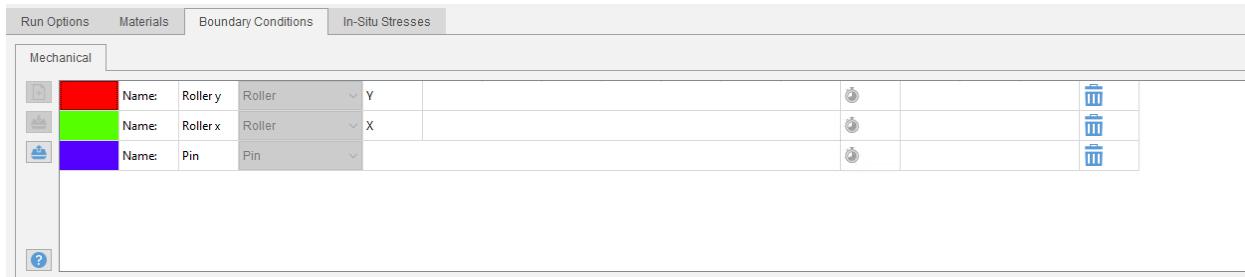 Run Options Materials Boundary Conditions In-Situ Stresses
Mechanical
Name: Roller y Roller Y
Name: Roller x Roller X
Name: Pin Pin
?